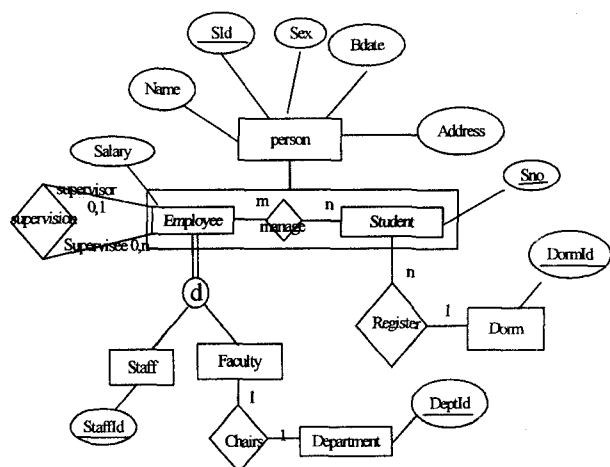 SId
Sex
Bdate
Name
person
Address
Salary
Sno
supervisor
0,1
m
n
Employee
manage
Student
supervision
Supervisee 0,n
n
DormId
d
Register
1
Dorm
Staff
Faculty
1
DeptId
StaffId
Chairs
1
Department